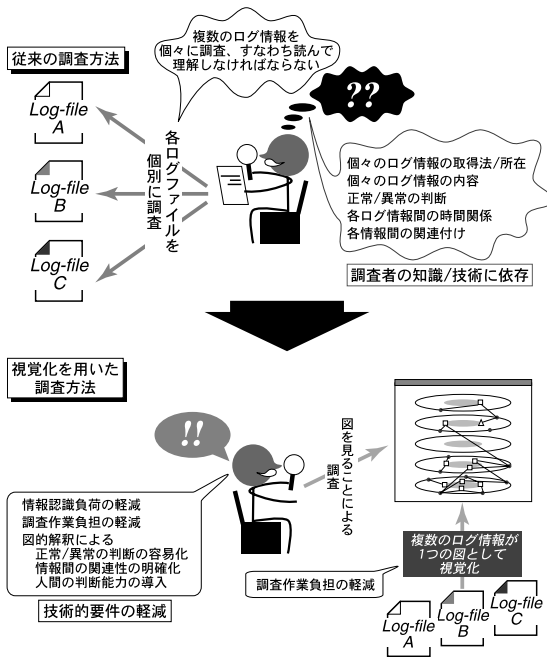 従来の調査方法
複数のログ情報を
個々に調査、すなわち読んで
理解しなければならない
??
Log-file
A
Log-file
B
Log-file
C
各ログファイルを
個別に調査
個々のログ情報の取得法/所在
個々のログ情報の内容
正常/異常の判断
各ログ情報間の時間関係
各情報間の関連付け
調査者の知識/技術に依存
視覚化を用いた
調査方法
!!
図を見ることによる
調査
情報認識負荷の軽減
調査作業負担の軽減
図的解釈による
正常/異常の判断の容易化
情報間の関連性の明確化
人間の判断能力の導入
技術的要件の軽減
複数のログ情報が
1つの図として
視覚化
調査作業負担の軽減
Log-file
A
Log-file
B
Log-file
C